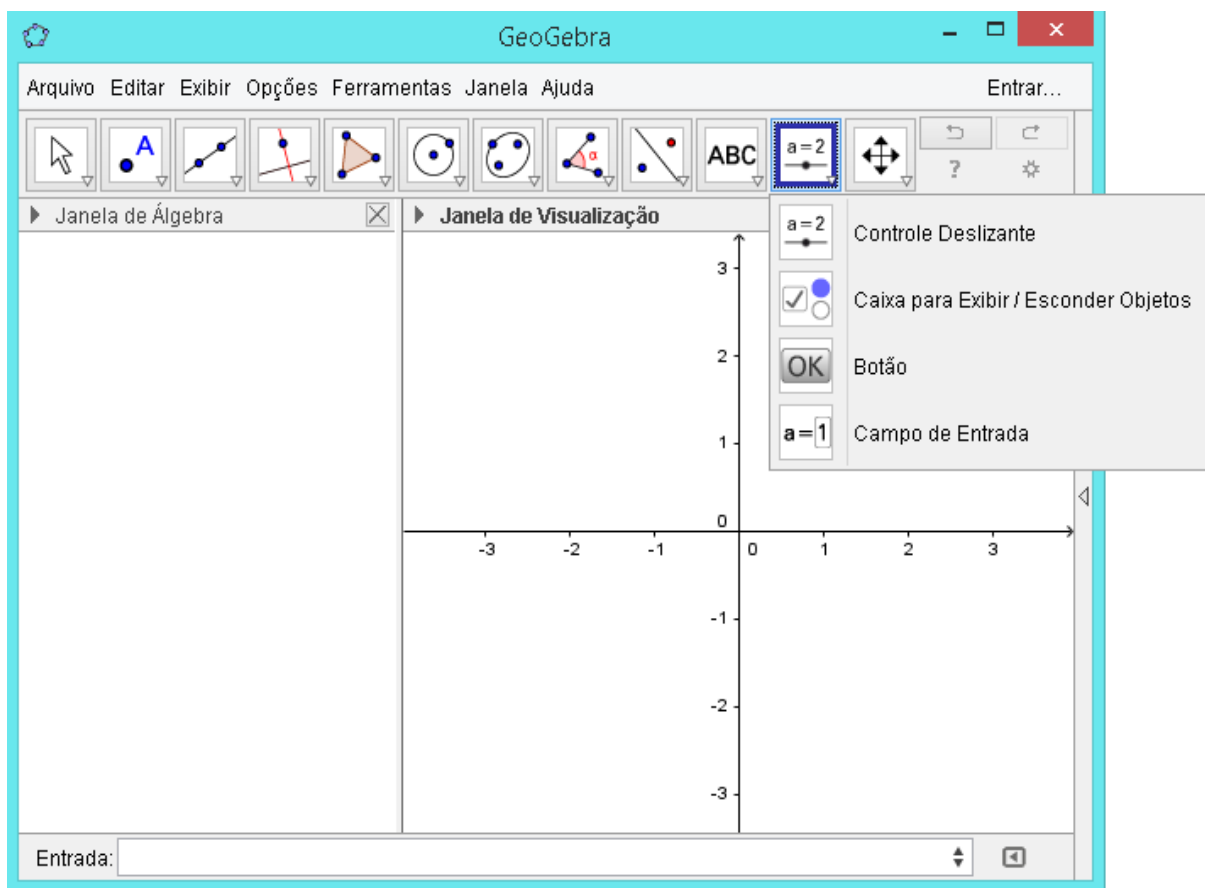 GeoGebra
Arquivo Editar Exibir Opções Ferramentas Janela Ajuda Entrar...
A α ABC a=2 ?
Janela de Álgebra
Janela de Visualização
a=2 Controle Deslizante
Caixa para Exibir / Esconder Objetos
OK Botão
a=1 Campo de Entrada
3
2
1
0
-3 -2 -1 0 1 2 3
-1
-2
-3
Entrada: